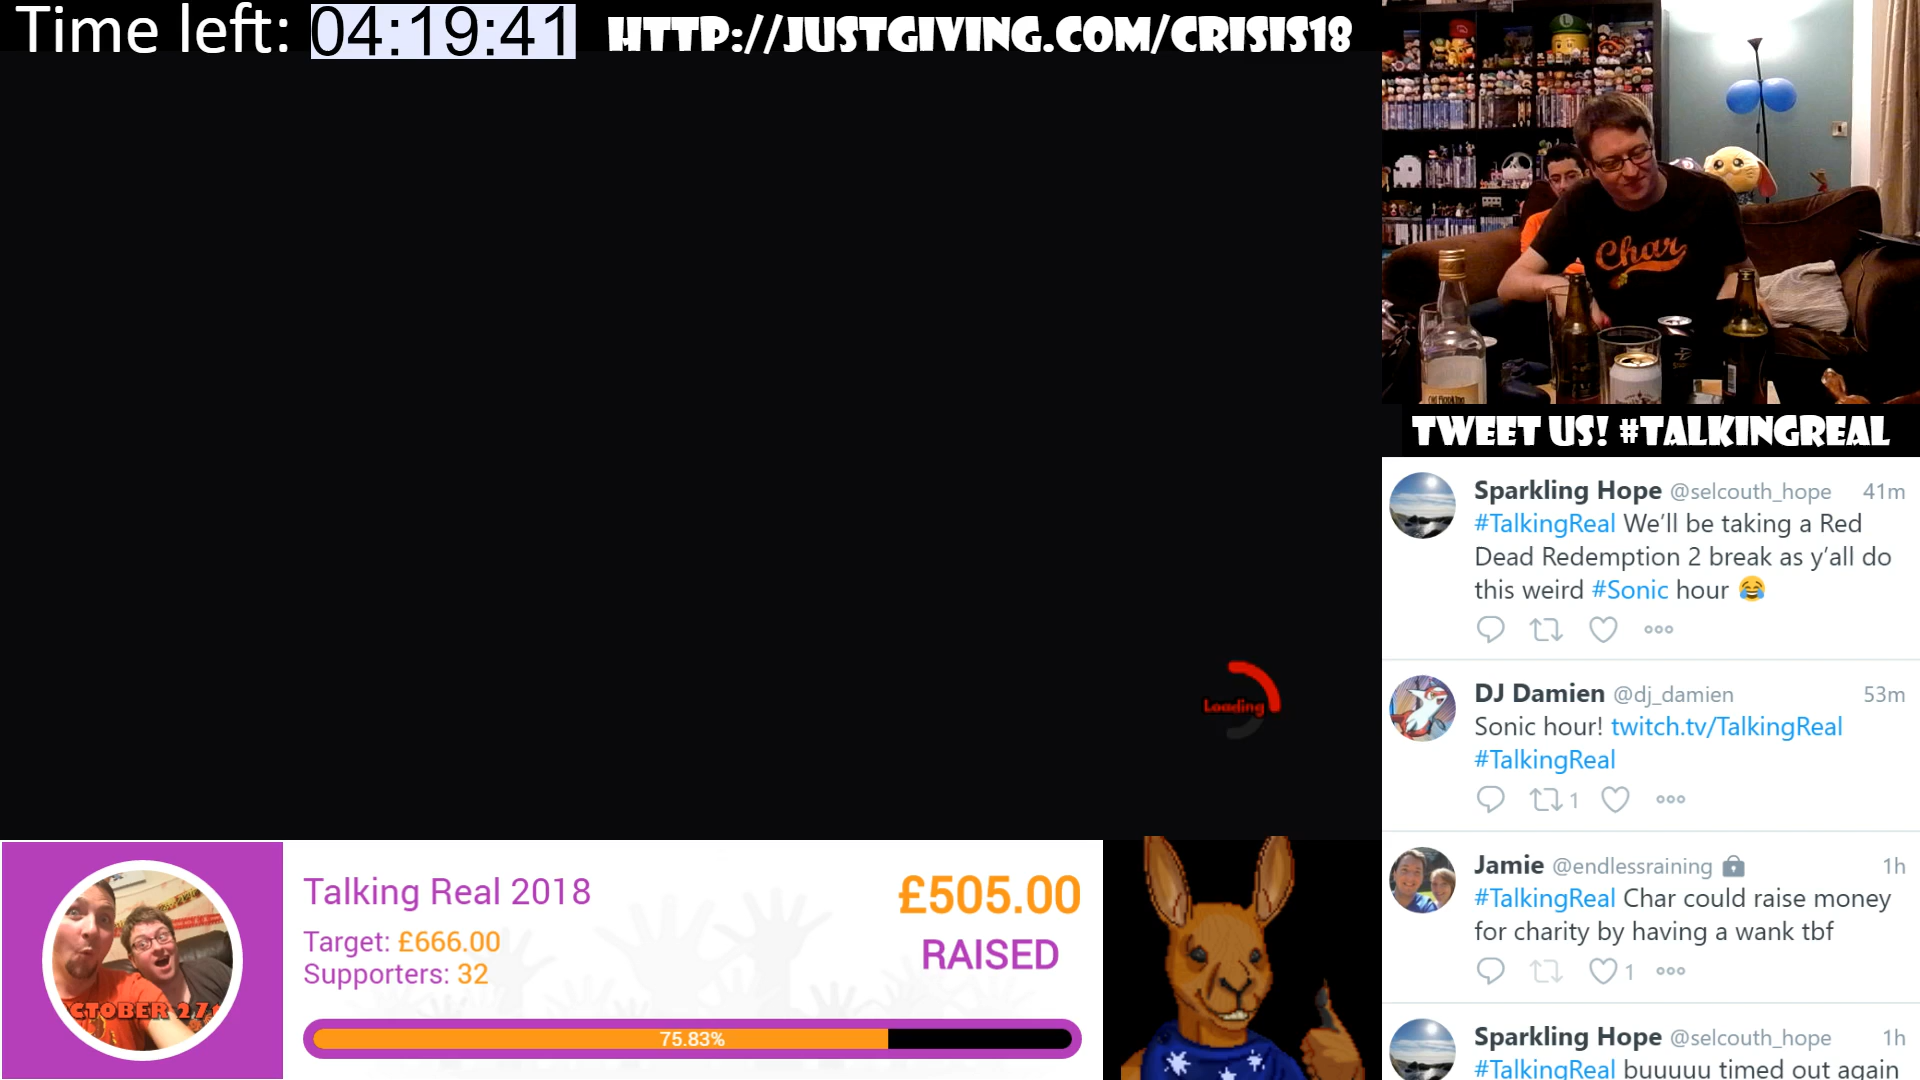 Time left: 04:19:41
HTTP://JUSTGIVING.COM/CRISIS18
Char
TWEET US! #TALKINGREAL
Sparkling Hope @selcouth_hope 41m
#TalkingReal We'll be taking a Red
Dead Redemption 2 break as y'all do
this weird #Sonic hour 😂
DJ Damien @dj_damien 53m
Sonic hour! twitch.tv/TalkingReal
#TalkingReal
1
Jamie @endlessraining 1h
#TalkingReal Char could raise money
for charity by having a wank tbf
1
Sparkling Hope @selcouth_hope 1h
#TalkingReal buuuuu timed out again
Loading
CTOBER 27
Talking Real 2018
Target: £666.00
Supporters: 32
£505.00
RAISED
75.83%